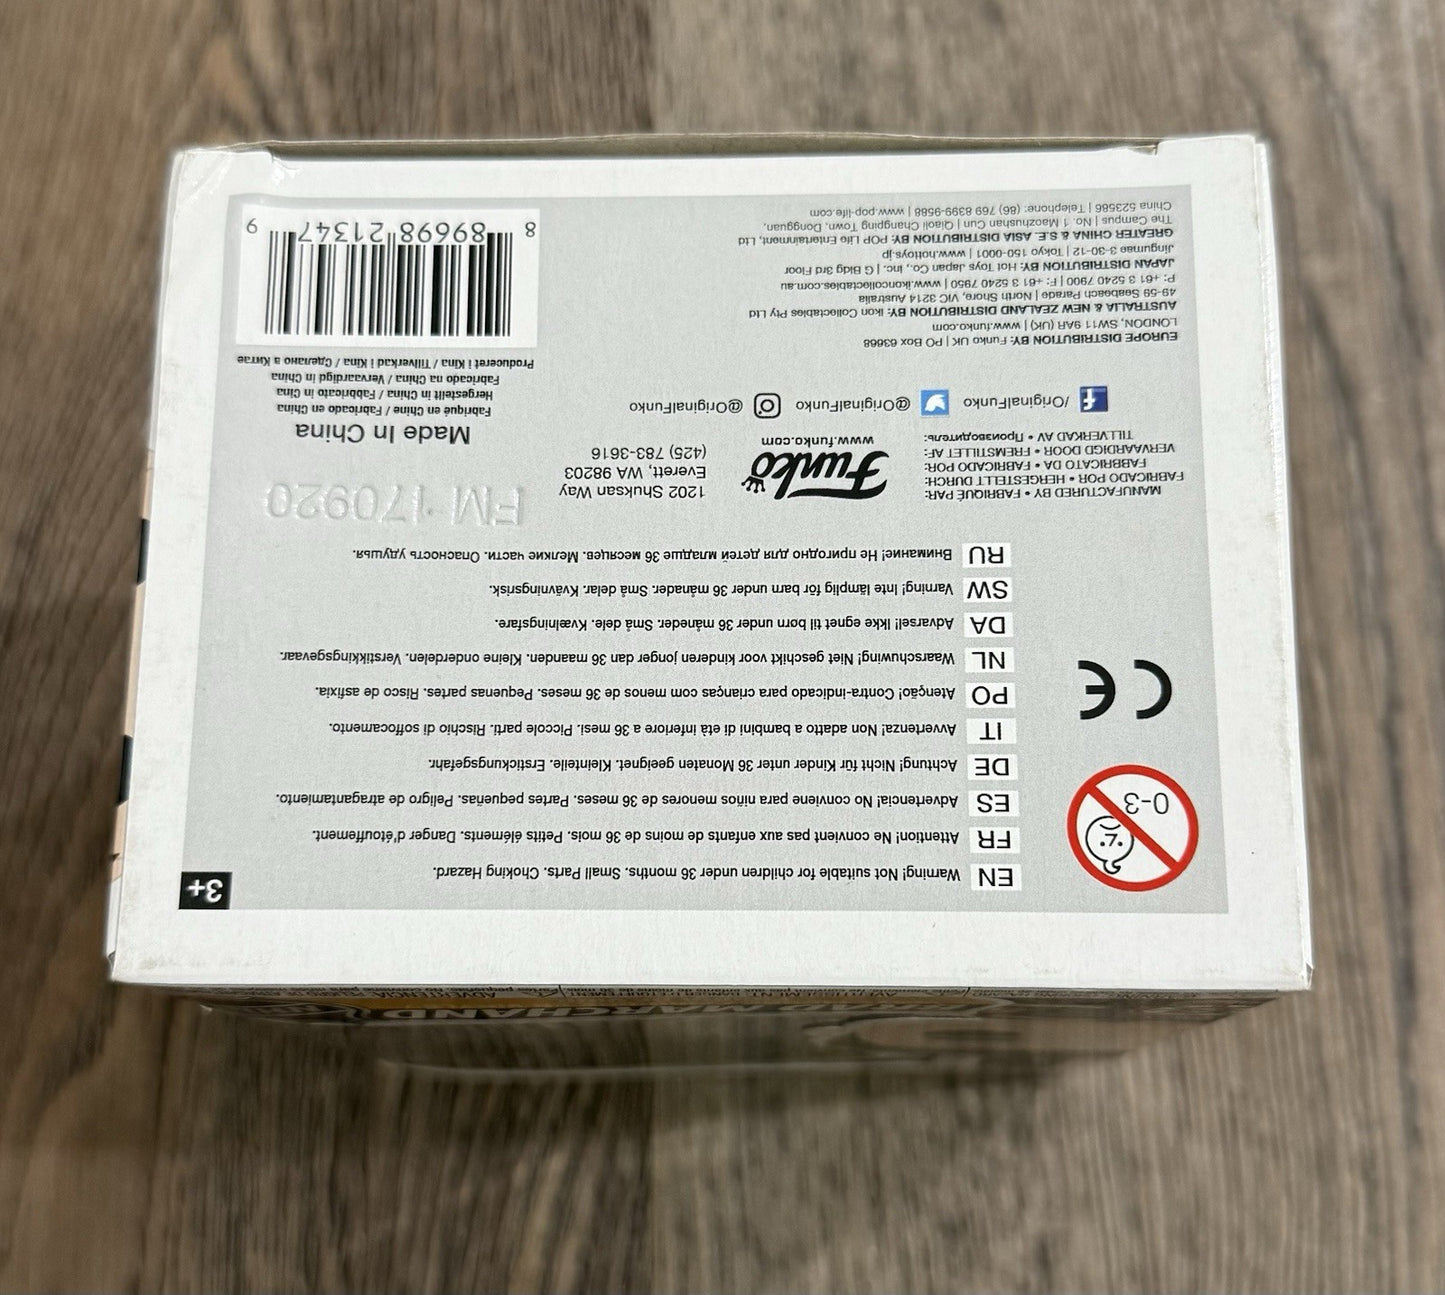 3+
EN Warning! Not suitable for children under 36 months. Small Parts. Choking Hazard.
FR Attention! Ne convient pas aux enfants de moins de 36 mois. Petits élémts. Danger d'étouffement.
ES Advertencia! No conviene para niños menores de 36 meses. Partes pequeñas. Peligro de atragantamiento.
DE Achtung! Nicht für Kinder unter 36 Monaten geeignet. Kleinteile. Erstickungsgefahr.
IT Avvertenza! Non adatto a bambini di età inferiore a 36 mesi. Piccole parti. Rischio di soffocamento.
PO Atenção! Contra-indicado para crianças com menos de 36 meses. Pequenas partes. Risco de asfixia.
NL Waarschuwing! Niet geschikt voor kinderen jonger dan 36 maanden. Kleine onderdelen. Verstikkingsgevaar.
DA Advarsel! Ikke egnet til børn under 36 måneder. Små dele. Kvælningsfare.
SW Varning! Inte lämplig för barn under 36 månader. Små delar. Kvävningsrisk.
RU Внимание! Не пригодно для детей младше 36 месяцев. Мелкие части. Опасность удушья.
0-3
CE
MANUFACTURED BY • FABRIQUÉ PAR:
FABRICADO POR • HERGESTELLT DURCH:
FABBRICATO DA • FABRICADO POR:
VERVAARDIGD DOOR • FREMSTILLET AF:
TILLVERKAD AV • Производитель:
Funko
www.funko.com
1202 Shuksan Way
Everett, WA 98203
(425) 783-3616
FM-170920
/OriginalFunko @OriginalFunko @OriginalFunko
Made In China
Fabriqué en Chine / Fabricado en China
Hergestellt in China / Fabbricato in Cina
Fabricado na China / Vervaardigd in China
Produceret i Kina / Tillverkad i Kina / Сделано в Китае
EUROPE DISTRIBUTION BY: Funko UK | PO Box 63668
LONDON, SW11 9AR (UK) | www.funko.com
AUSTRALIA & NEW ZEALAND DISTRIBUTION BY: Ikon Collectables Pty Ltd
49-59 Seabeach Parade | North Shore, VIC 3214 Australia
P: +61 3 5240 7900 | F: +61 3 5240 7950 | www.ikoncollectables.com.au
JAPAN DISTRIBUTION BY: Hot Toys Japan Co., Inc. | G Bldg 3rd Floor
Jingumae 3-30-12 | Tokyo 150-0001 | www.hottoys.jp
GREATER CHINA & S.E. ASIA DISTRIBUTION BY: POP Life Entertainment, Ltd
The Campus | No. 1 Maozhushan Cun | Qiaoli Changping Town, Dongguan,
China 523586 | Telephone: (86) 769 8399-9588 | www.pop-life.com
8 89698 21347 9
MARCHAND
ADVERTENCIA: